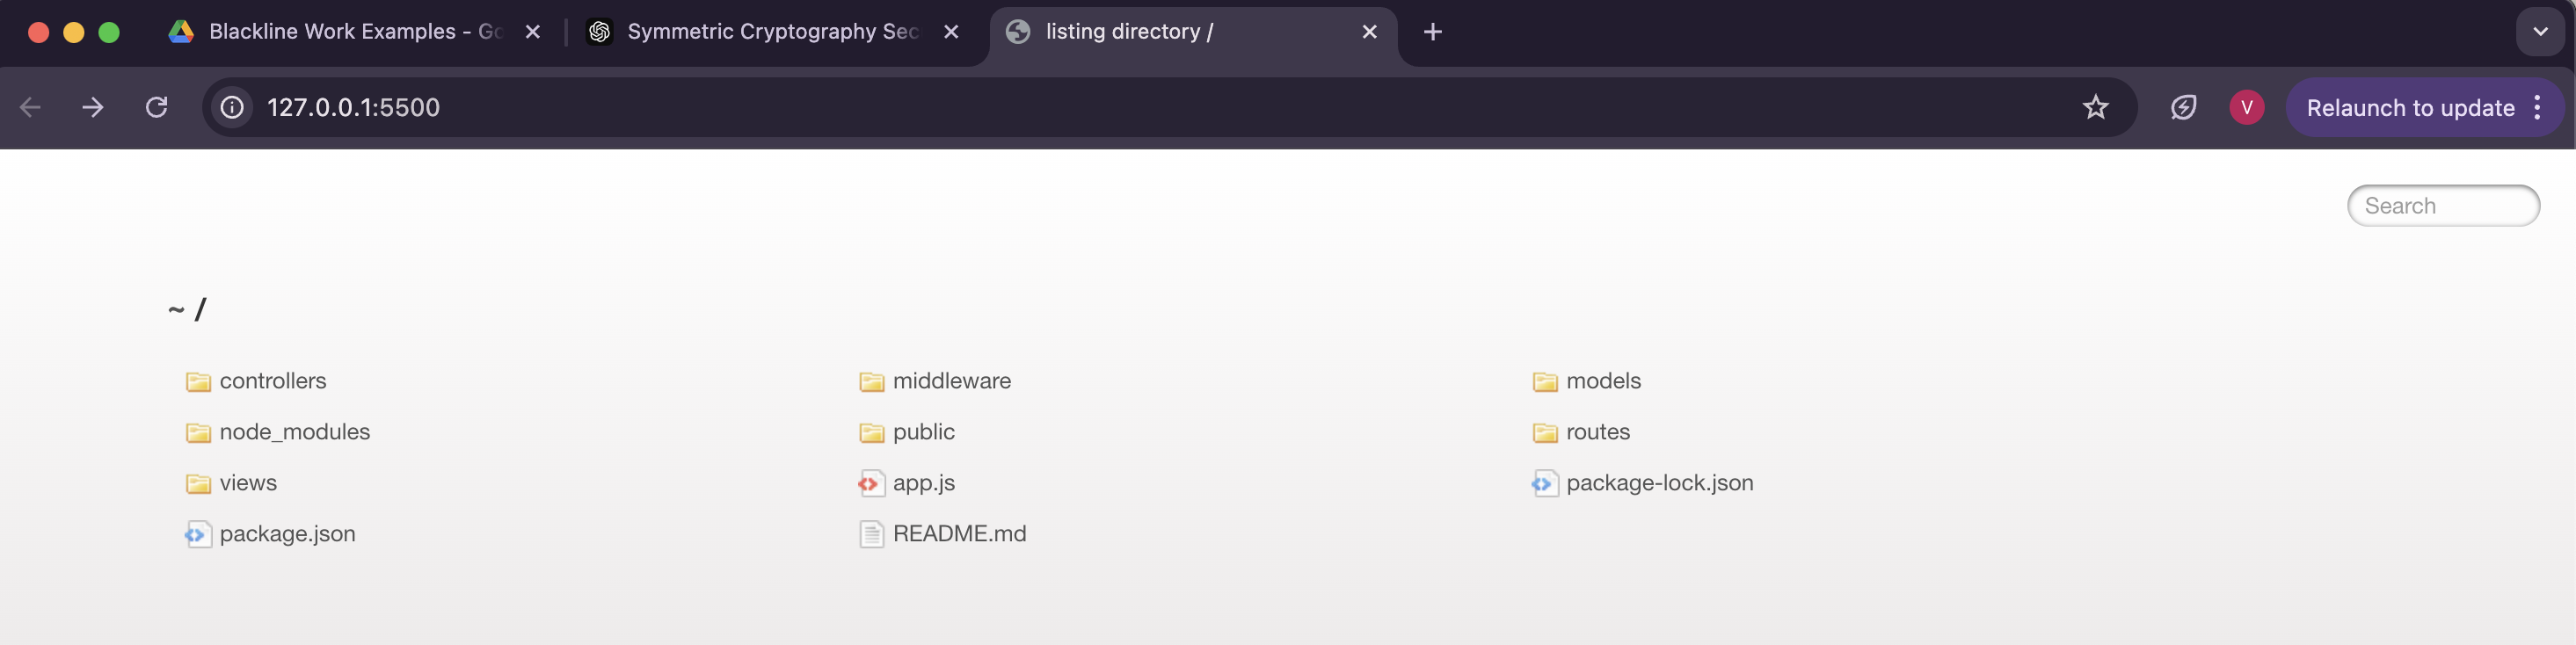 Blackline Work Examples - Go
Symmetric Cryptography Sec
listing directory /
127.0.0.1:5500
V
Relaunch to update
Search
~ /
controllers
middleware
models
node_modules
public
routes
views
app.js
package-lock.json
package.json
README.md